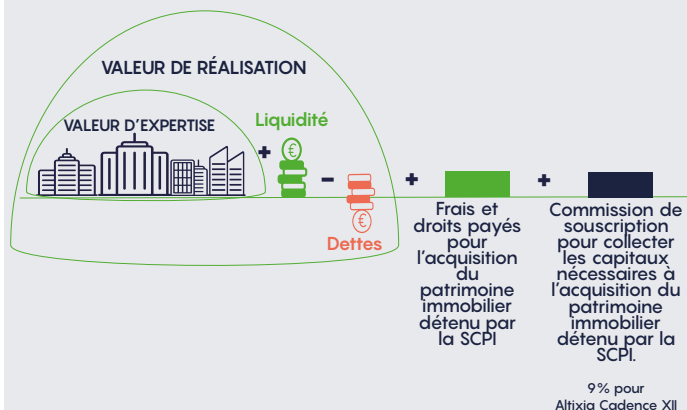 VALEUR DE RÉALISATION
VALEUR D'EXPERTISE
Liquidité
+
€
–
€
Dettes
+
Frais et
droits payés
pour
l'acquisition
du
patrimoine
immobilier
détenu par
la SCPI
+
Commission de
souscription
pour collecter
les capitaux
nécessaires à
l'acquisition du
patrimoine
immobilier
détenu par la
SCPI.
9% pour
Altixia Cadence XII